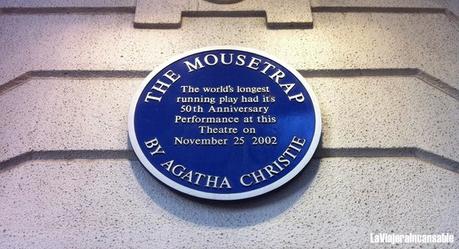 THE MOUSETRAP
The world's longest
running play had it's
50th Anniversary
Performance at this
Theatre on
November 25 2002
BY AGATHA CHRISTIE
LaViajeraIncansable